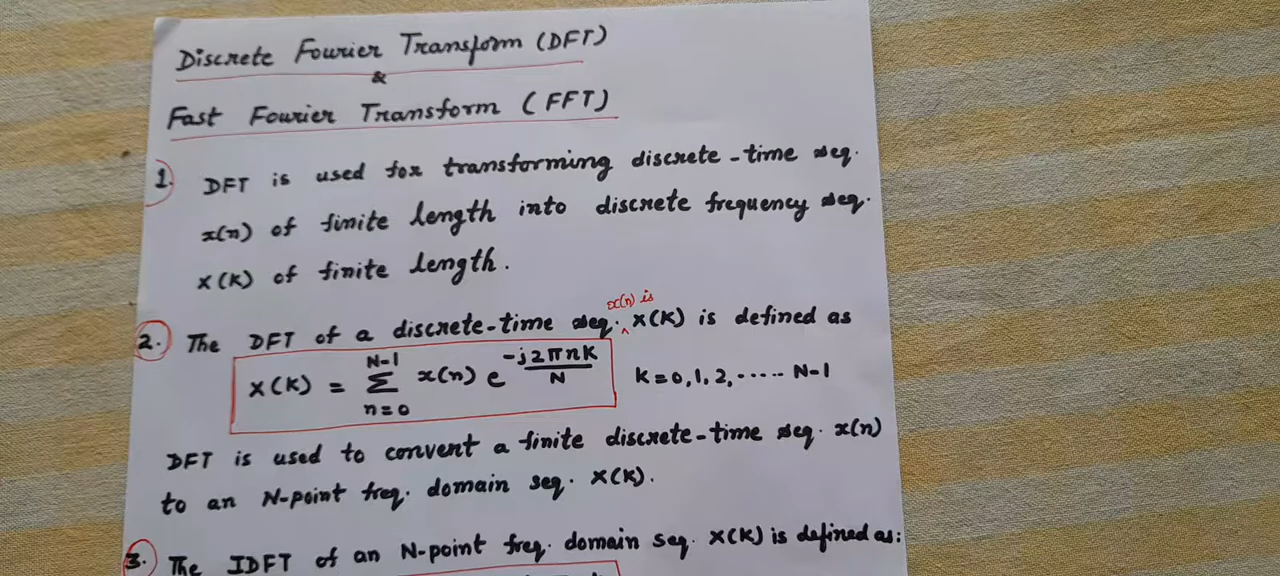 Discrete Fourier Transform (DFT)
&
Fast Fourier Transform (FFT)
1. DFT is used for transforming discrete-time seq.
x(n) of finite length into discrete frequency seq.
X(K) of finite length.
x(n) is
2. The DFT of a discrete-time seq. ^ X(K) is defined as
X(K) = N-1 Σ n=0 x(n) e -j2πnK/N K=0,1,2,..... N-1
DFT is used to convert a finite discrete-time seq. x(n)
to an N-point freq. domain seq. X(K).
3. The IDFT of an N-point freq. domain seq. X(K) is defined as: